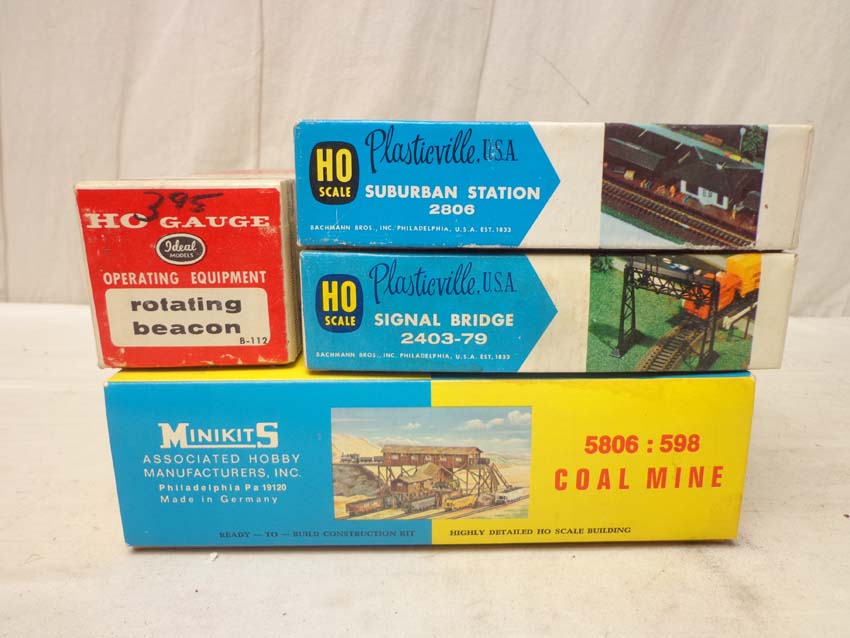 395
HO GAUGE
Ideal
MODELS
OPERATING EQUIPMENT
rotating
beacon
B-112
HO
SCALE
Plasticville, U.S.A.
SUBURBAN STATION
2806
BACHMANN BROS., INC. PHILADELPHIA, U.S.A. EST. 1833
HO
SCALE
Plasticville, U.S.A.
SIGNAL BRIDGE
2403-79
BACHMANN BROS., INC. PHILADELPHIA, U.S.A. EST. 1833
MINIKITS
ASSOCIATED HOBBY
MANUFACTURERS, INC.
Philadelphia Pa 19120
Made in Germany
READY — TO — BUILD CONSTRUCTION KIT
5806 : 598
COAL MINE
HIGHLY DETAILED HO SCALE BUILDING